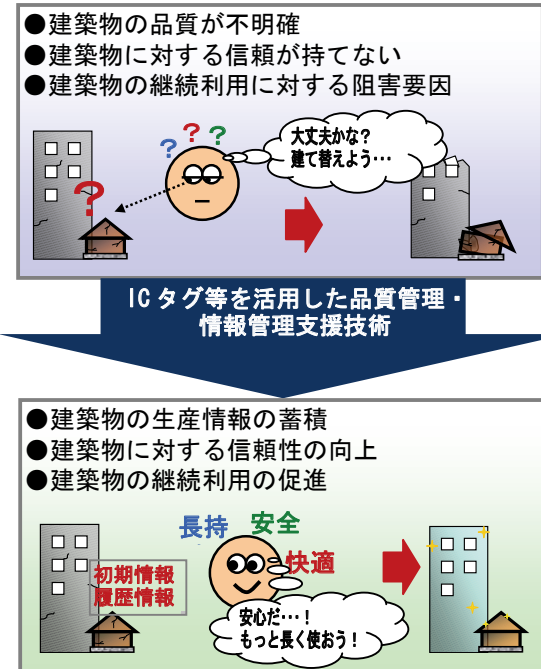 ●建築物の品質が不明確
●建築物に対する信頼が持てない
●建築物の継続利用に対する阻害要因
? ? ?
大丈夫かな?
建て替えよう…
?
ICタグ等を活用した品質管理・
情報管理支援技術
●建築物の生産情報の蓄積
●建築物に対する信頼性の向上
●建築物の継続利用の促進
長持 安全
快適
初期情報
履歴情報
安心だ…!
もっと長く使おう!